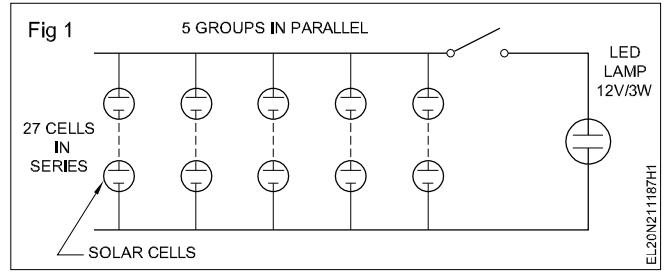 Fig 1
5 GROUPS IN PARALLEL
LED
LAMP
12V/3W
27 CELLS
IN
SERIES
SOLAR CELLS
EL20N211187H1